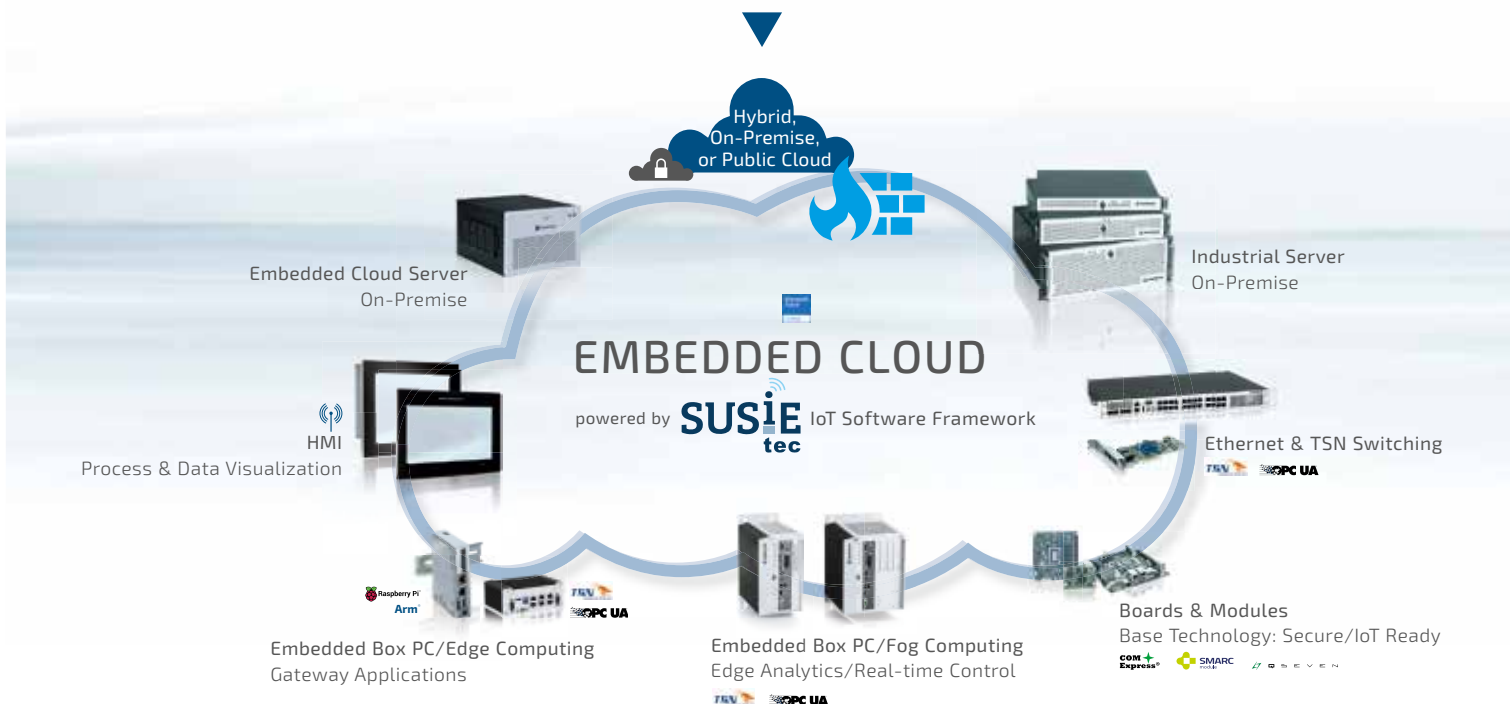 Hybrid,
On-Premise,
or Public Cloud
Embedded Cloud Server
On-Premise
Industrial Server
On-Premise
EMBEDDED CLOUD
powered by SUSiE tec IoT Software Framework
HMI
Process & Data Visualization
Ethernet & TSN Switching
TSN OPC UA
Raspberry Pi
Arm
TSN
OPC UA
Embedded Box PC/Edge Computing
Gateway Applications
Embedded Box PC/Fog Computing
Edge Analytics/Real-time Control
TSN OPC UA
Boards & Modules
Base Technology: Secure/IoT Ready
COM Express® SMARC module QSEVEN